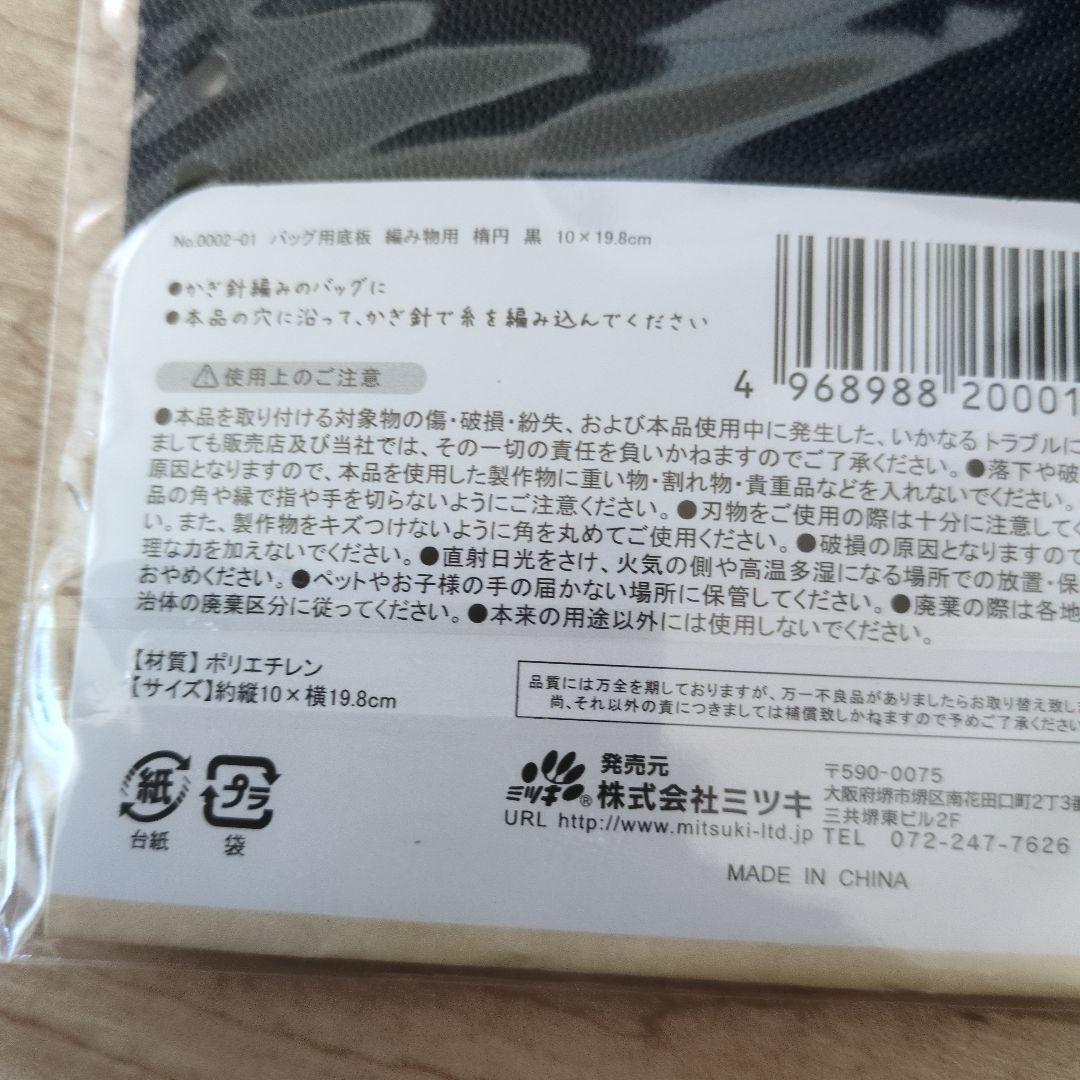 No.0002-01 バッグ用底板 編み物用 楕円 黒 10×19.8cm
●かぎ針編みのバッグに
●本品の穴に沿って、かぎ針で糸を編み込んでください
4 968988 20001
⚠使用上のご注意
●本品を取り付ける対象物の傷・破損・紛失、および本品使用中に発生した、いかなるトラブルに
ましても販売店及び当社では、その一切の責任を負いかねますのでご了承ください。●落下や破
原因となりますので、本品を使用した製作物に重い物・割れ物・貴重品などを入れないでください。
品の角や縁で指や手を切らないようにご注意ください。●刃物をご使用の際は十分に注意してく
い。また、製作物をキズつけないように角を丸めてご使用ください。●破損の原因となりますので
理な力を加えないでください。●直射日光をさけ、火気の側や高温多湿になる場所での放置・保
おやめください。●ペットやお子様の手の届かない場所に保管してください。●廃棄の際は各地
治体の廃棄区分に従ってください。●本来の用途以外には使用しないでください。
【材質】ポリエチレン
【サイズ】約縦10×横19.8cm
品質には万全を期しておりますが、万一不良品がありましたらお取り替え致し
尚、それ以外の責につきましては補償致しかねますので予めご了承ください
紙
台紙
プラ
袋
ミツキ®
発売元
株式会社ミツキ
URL http://www.mitsuki-ltd.jp
〒590-0075
大阪府堺市堺区南花田口町2丁3番
三共堺東ビル2F
TEL 072-247-7626
MADE IN CHINA